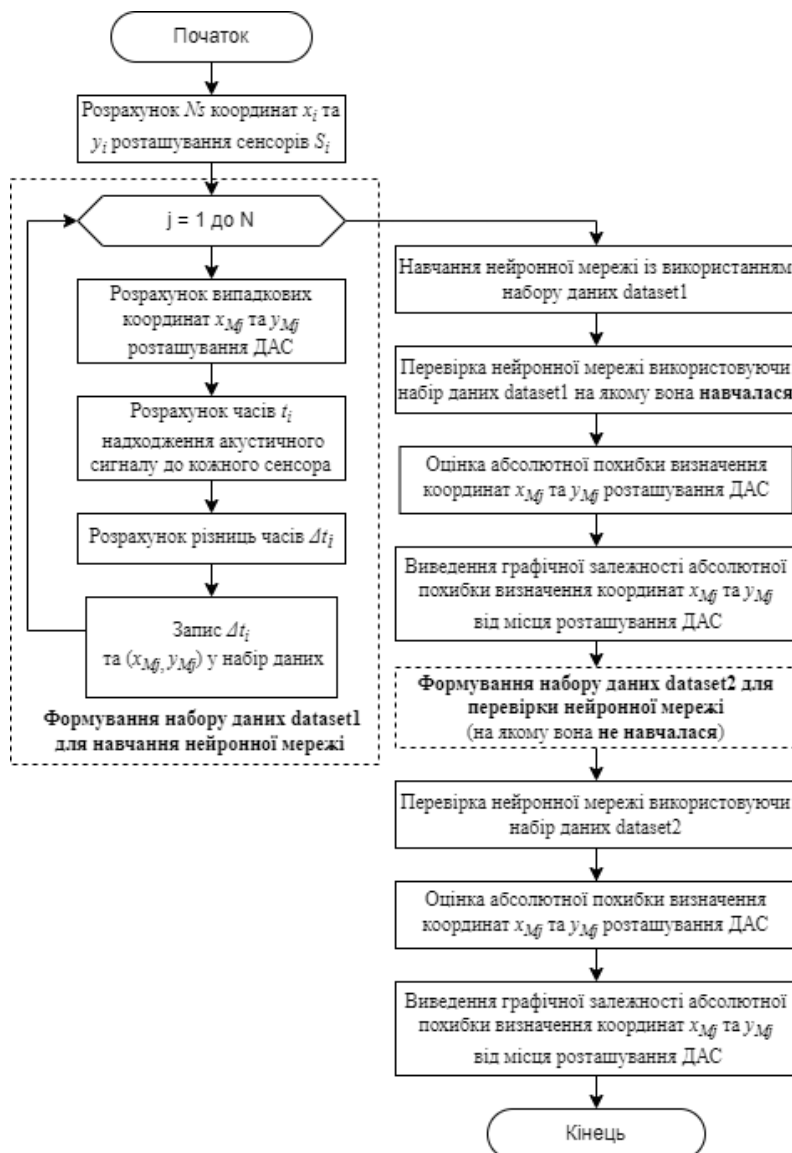 Початок
Розрахунок Ns координат xi та
yi розташування сенсорів Si
j = 1 до N
Розрахунок випадкових
координат xMj та yMj
розташування ДАС
Розрахунок часів ti
надходження акустичного
сигналу до кожного сенсора
Розрахунок різниць часів Δti
Запис Δti
та (xMj, yMj) у набір даних
Формування набору даних dataset1
для навчання нейронної мережі
Навчання нейронної мережі із використанням
набору даних dataset1
Перевірка нейронної мережі використовуючи
набір даних dataset1 на якому вона навчалася
Оцінка абсолютної похибки визначення
координат xMj та yMj розташування ДАС
Виведення графічної залежності абсолютної
похибки визначення координат xMj та yMj
від місця розташування ДАС
Формування набору даних dataset2 для
перевірки нейронної мережі
(на якому вона не навчалася)
Перевірка нейронної мережі використовуючи
набір даних dataset2
Оцінка абсолютної похибки визначення
координат xMj та yMj розташування ДАС
Виведення графічної залежності абсолютної
похибки визначення координат xMj та yMj
від місця розташування ДАС
Кінець